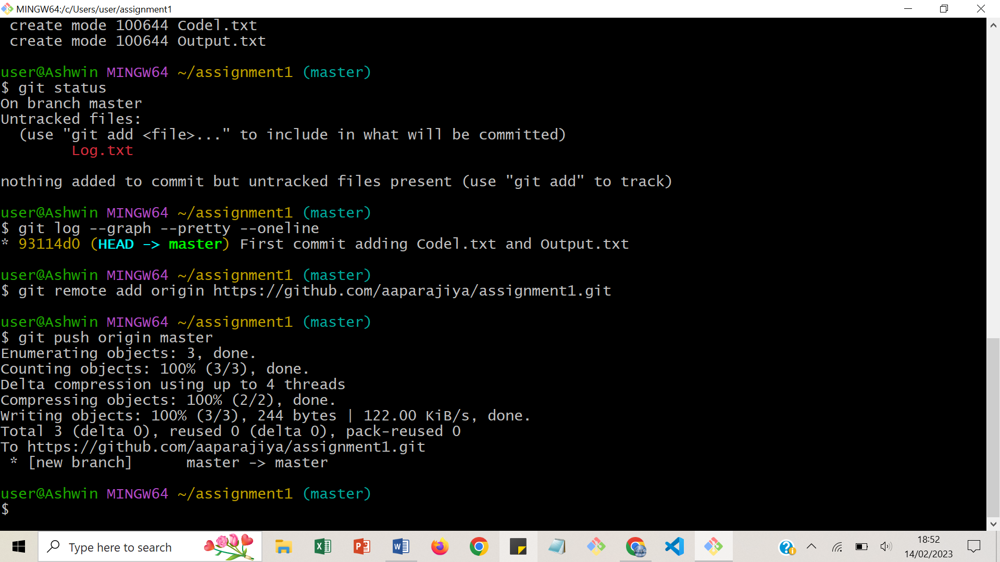 MINGW64:/c/Users/user/assignment1
create mode 100644 Codel.txt
create mode 100644 Output.txt
user@Ashwin MINGW64 ~/assignment1 (master)
$ git status
On branch master
Untracked files:
(use "git add <file>..." to include in what will be committed)
Log.txt
nothing added to commit but untracked files present (use "git add" to track)
user@Ashwin MINGW64 ~/assignment1 (master)
$ git log --graph --pretty --oneline
* 93114d0 (HEAD -> master) First commit adding Codel.txt and Output.txt
user@Ashwin MINGW64 ~/assignment1 (master)
$ git remote add origin https://github.com/aaparajiya/assignment1.git
user@Ashwin MINGW64 ~/assignment1 (master)
$ git push origin master
Enumerating objects: 3, done.
Counting objects: 100% (3/3), done.
Delta compression using up to 4 threads
Compressing objects: 100% (2/2), done.
Writing objects: 100% (3/3), 244 bytes | 122.00 KiB/s, done.
Total 3 (delta 0), reused 0 (delta 0), pack-reused 0
To https://github.com/aaparajiya/assignment1.git
* [new branch]      master -> master
user@Ashwin MINGW64 ~/assignment1 (master)
$
Type here to search
18:52
14/02/2023